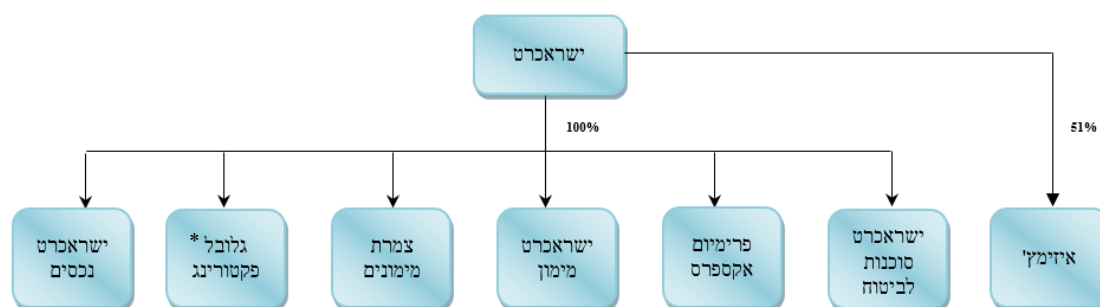 ישראכרט
100%
51%
איזימץ'
ישראכרט
סוכנות
לביטוח
פרימיום
אקספרס
ישראכרט
מימון
צמרת
מימונים
גלובל *
פקטורינג
ישראכרט
נכסים